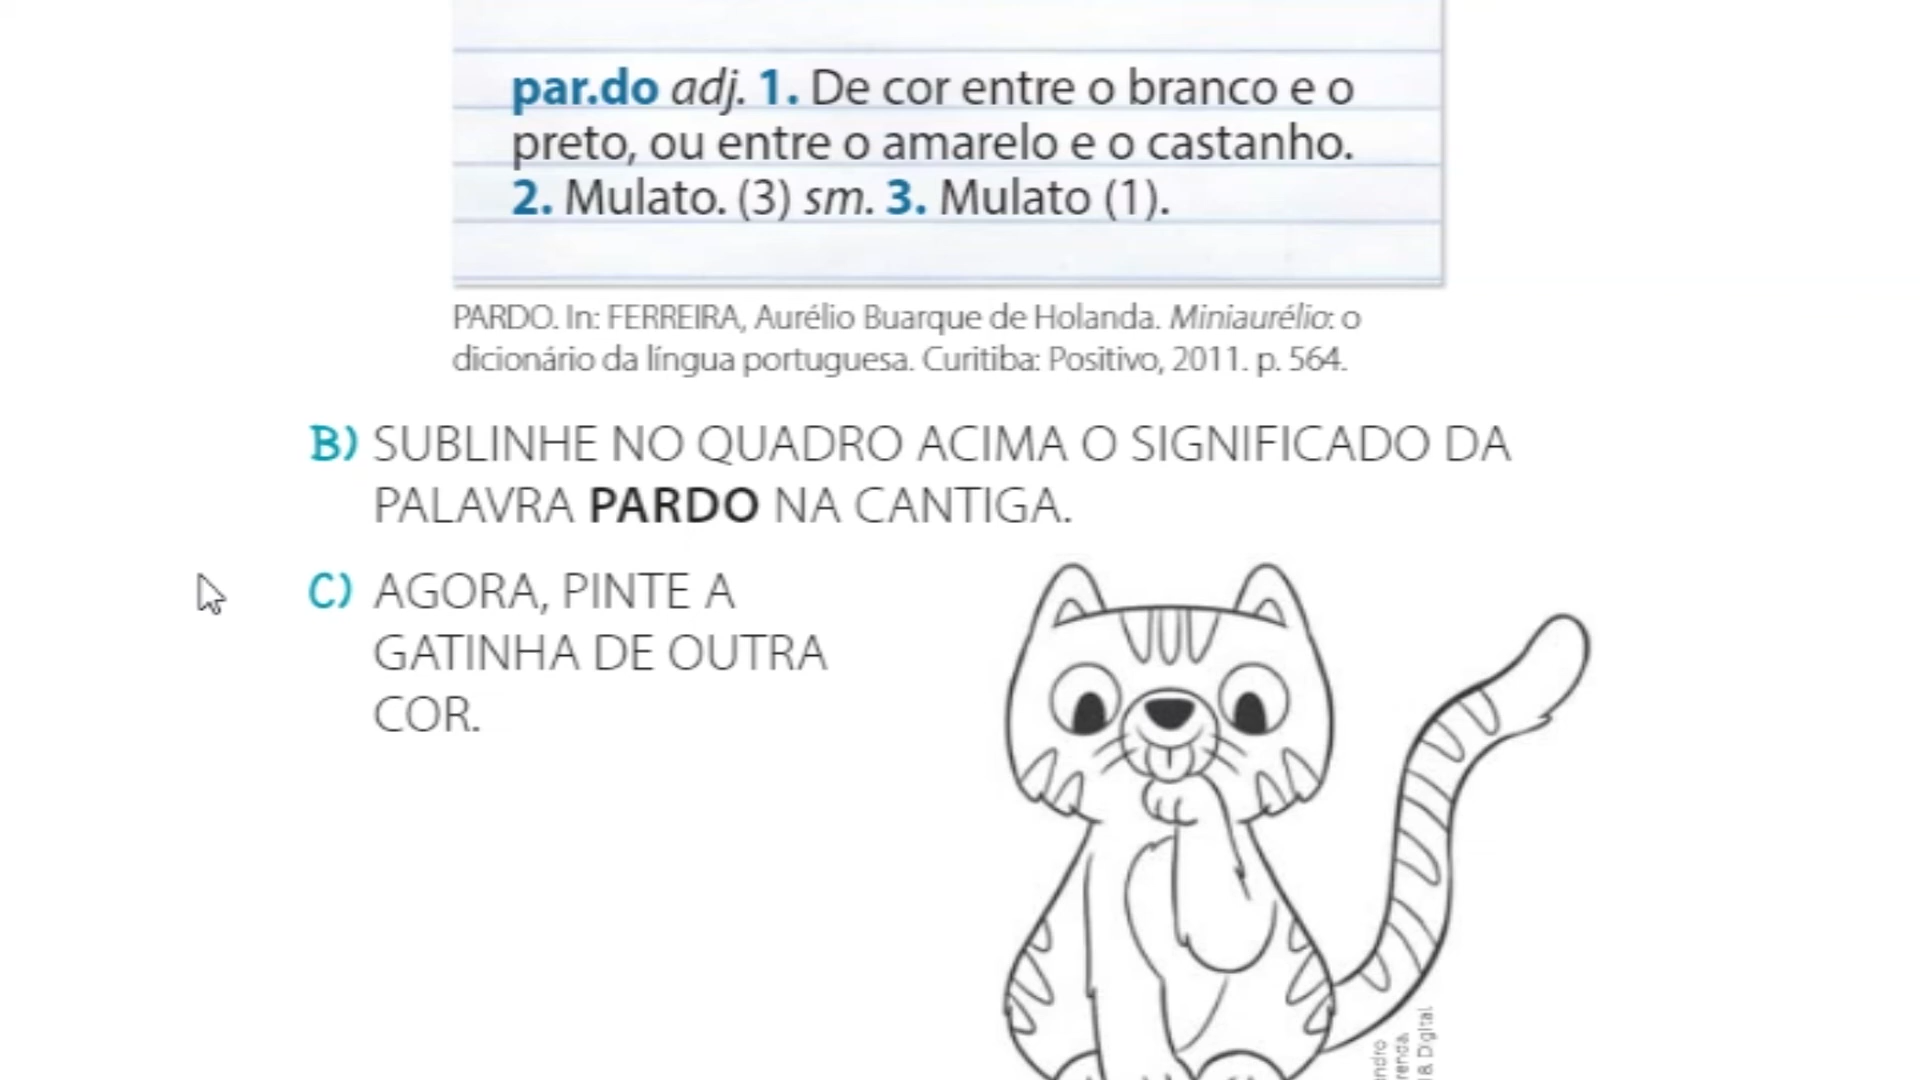 par.do adj. 1. De cor entre o branco e o
preto, ou entre o amarelo e o castanho.
2. Mulato. (3) sm. 3. Mulato (1).
PARDO. In: FERREIRA, Aurélio Buarque de Holanda. Miniaurélio: o
dicionário da língua portuguesa. Curitiba: Positivo, 2011. p. 564.
B) SUBLINHE NO QUADRO ACIMA O SIGNIFICADO DA
PALAVRA PARDO NA CANTIGA.
C) AGORA, PINTE A
GATINHA DE OUTRA
COR.
Digital